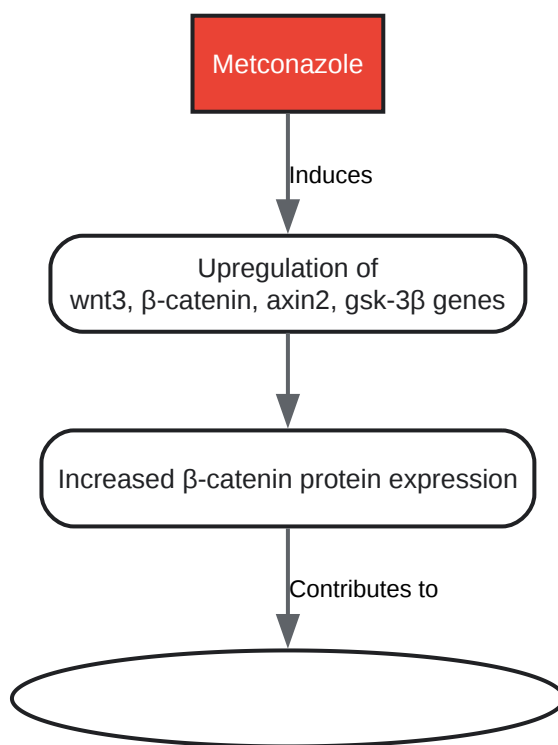 Metconazole
Induces
Upregulation of
wnt3, β-catenin, axin2, gsk-3β genes
Increased β-catenin protein expression
Contributes to